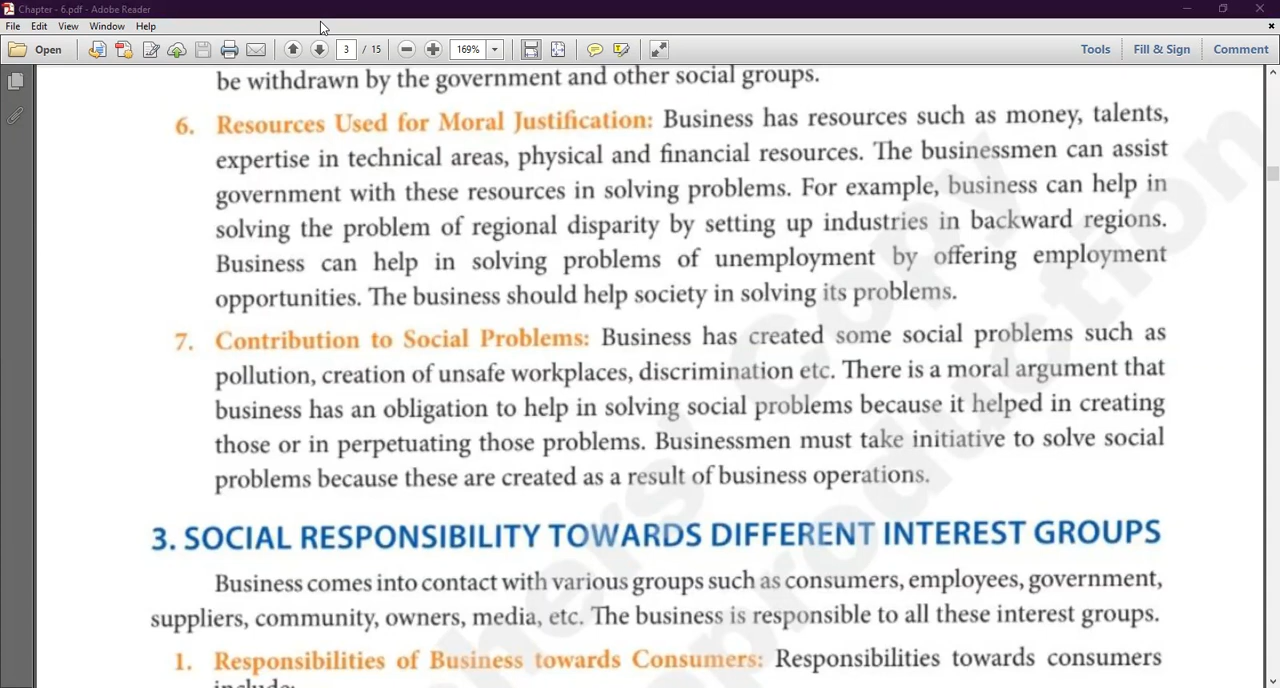 Chapter - 6.pdf - Adobe Reader
File Edit View Window Help
Open 3 / 15 169% Tools Fill & Sign Comment
be withdrawn by the government and other social groups.
6. Resources Used for Moral Justification: Business has resources such as money, talents,
expertise in technical areas, physical and financial resources. The businessmen can assist
government with these resources in solving problems. For example, business can help in
solving the problem of regional disparity by setting up industries in backward regions.
Business can help in solving problems of unemployment by offering employment
opportunities. The business should help society in solving its problems.
7. Contribution to Social Problems: Business has created some social problems such as
pollution, creation of unsafe workplaces, discrimination etc. There is a moral argument that
business has an obligation to help in solving social problems because it helped in creating
those or in perpetuating those problems. Businessmen must take initiative to solve social
problems because these are created as a result of business operations.
3. SOCIAL RESPONSIBILITY TOWARDS DIFFERENT INTEREST GROUPS
Business comes into contact with various groups such as consumers, employees, government,
suppliers, community, owners, media, etc. The business is responsible to all these interest groups.
1. Responsibilities of Business towards Consumers: Responsibilities towards consumers
include: